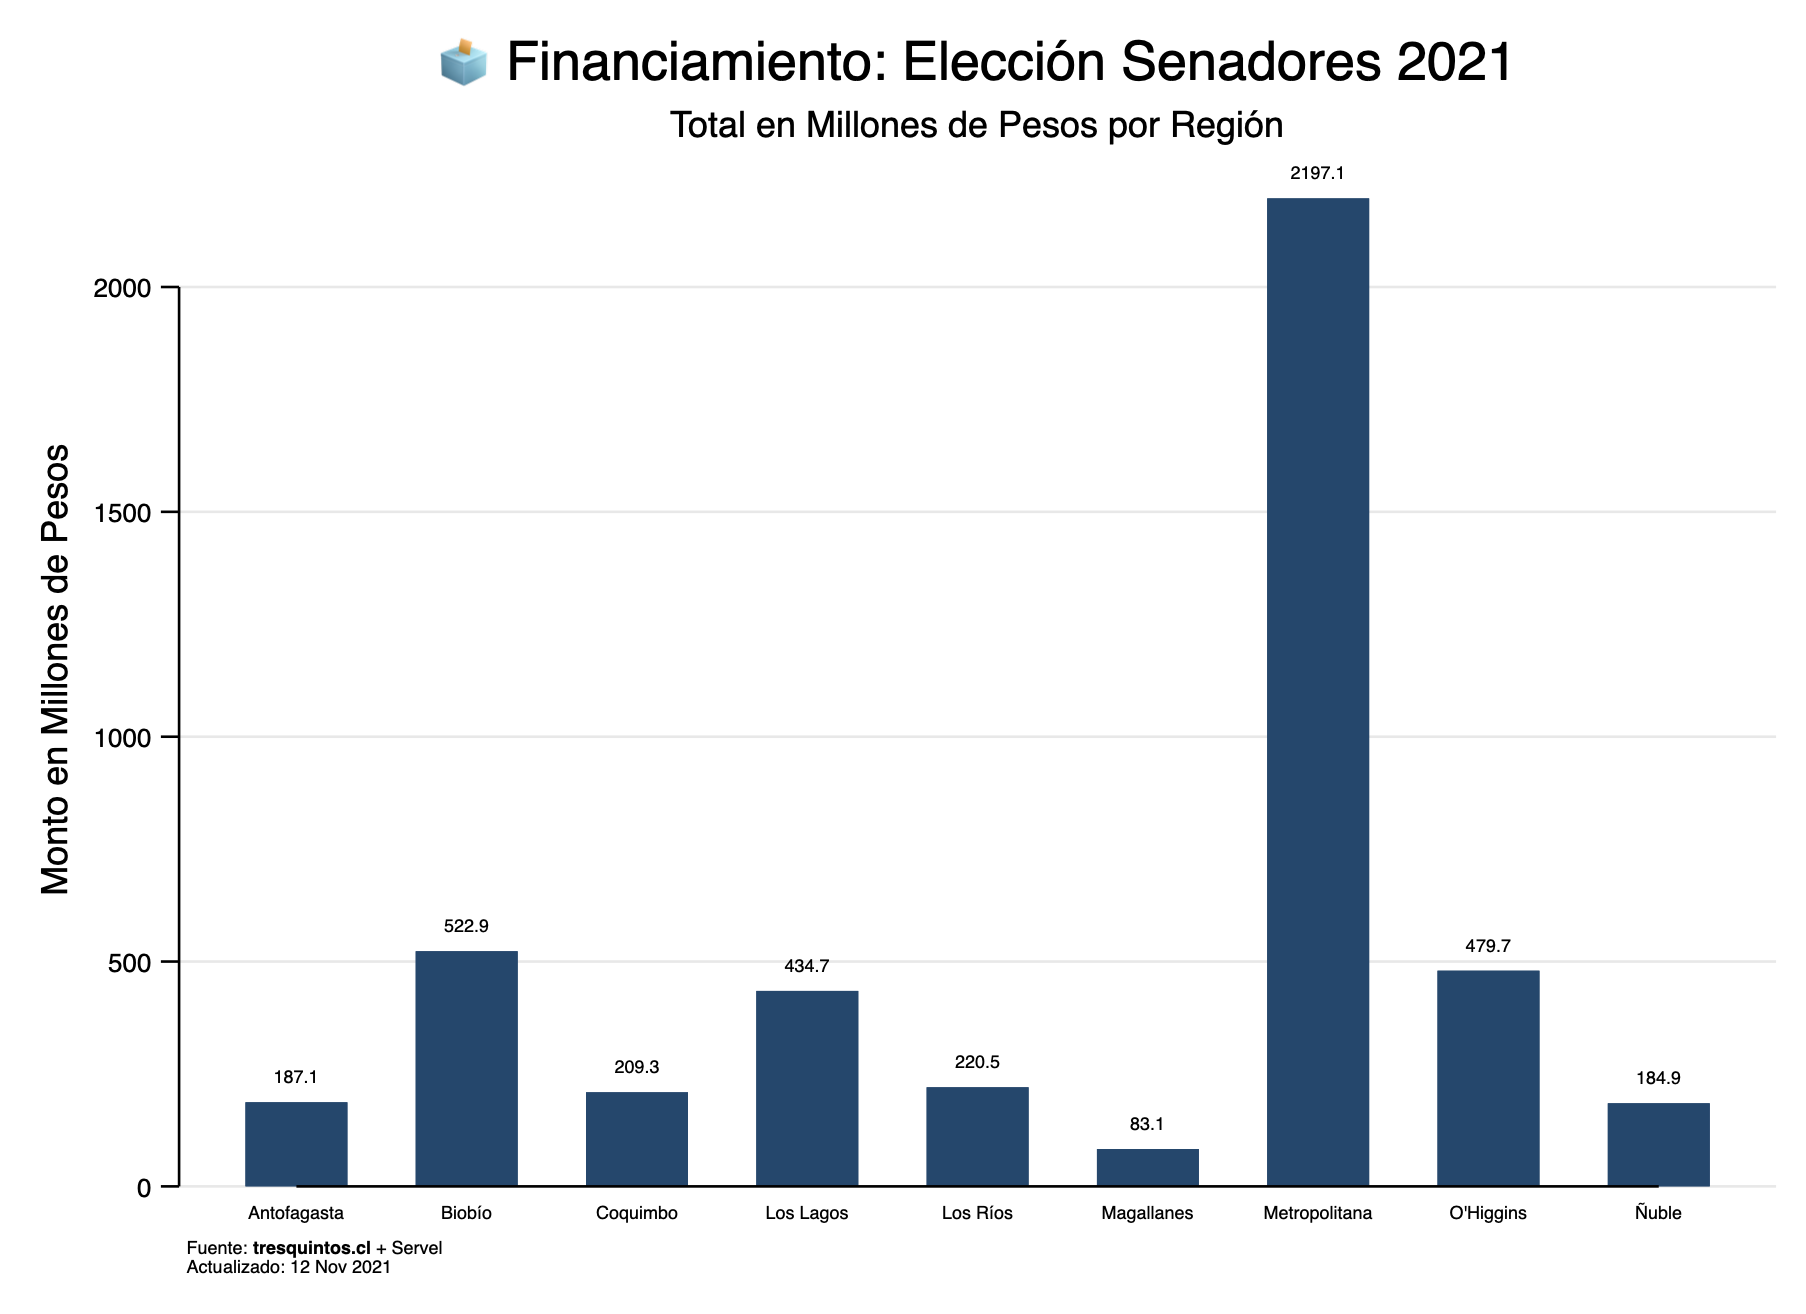 Financiamiento: Elección Senadores 2021
Total en Millones de Pesos por Región
Monto en Millones de Pesos
2000
1500
1000
500
0
187.1
522.9
209.3
434.7
220.5
83.1
2197.1
479.7
184.9
Antofagasta
Biobío
Coquimbo
Los Lagos
Los Ríos
Magallanes
Metropolitana
O'Higgins
Ñuble
Fuente: tresquintos.cl + Servel
Actualizado: 12 Nov 2021